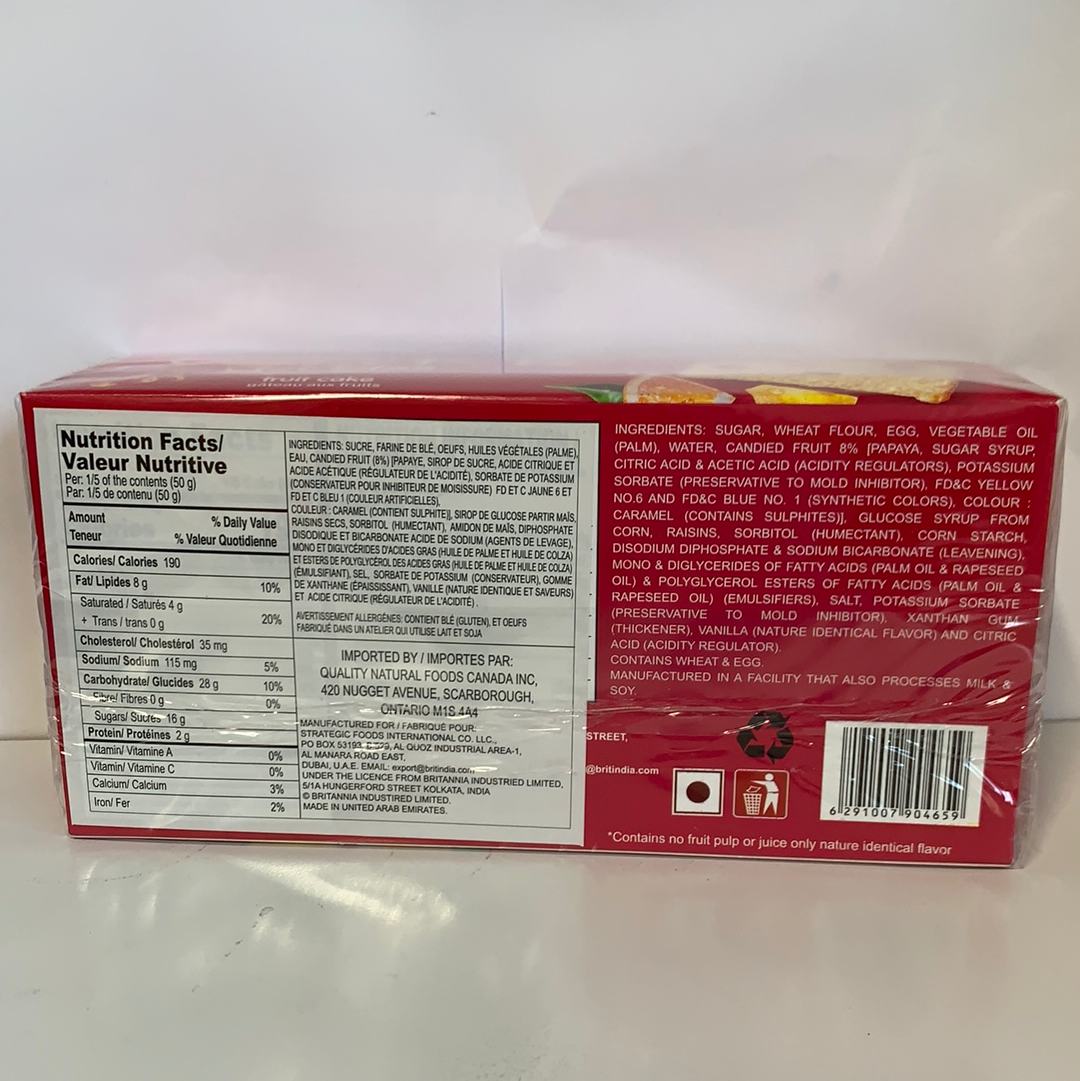 fruit cake
gâteau aux fruits
Nutrition Facts/
Valeur Nutritive
Per: 1/5 of the contents (50 g)
Par: 1/5 de contenu (50 g)
Amount % Daily Value
Teneur % Valeur Quotidienne
Calories/ Calories 190
Fat/ Lipides 8 g 10%
Saturated / Saturés 4 g
+ Trans / trans 0 g 20%
Cholesterol/ Cholestérol 35 mg
Sodium/ Sodium 115 mg 5%
Carbohydrate/ Glucides 28 g 10%
Fibre/ Fibres 0 g 0%
Sugars/ Sucres 16 g
Protein/ Protéines 2 g
Vitamin/ Vitamine A 0%
Vitamin/ Vitamine C 0%
Calcium/ Calcium 3%
Iron/ Fer 2%
INGREDIENTS: SUCRE, FARINE DE BLÉ, OEUFS, HUILES VÉGÉTALES (PALME),
EAU, CANDIED FRUIT (8%) [PAPAYE, SIROP DE SUCRE, ACIDE CITRIQUE ET
ACIDE ACÉTIQUE (RÉGULATEUR DE L'ACIDITÉ), SORBATE DE POTASSIUM
(CONSERVATEUR POUR INHIBITEUR DE MOISISSURE) FD ET C JAUNE 6 ET
FD ET C BLEU 1 (COULEUR ARTIFICIELLES),
COULEUR : CARAMEL (CONTIENT SULPHITE)], SIROP DE GLUCOSE PARTIR MAÏS,
RAISINS SECS, SORBITOL (HUMECTANT), AMIDON DE MAÏS, DIPHOSPHATE
DISODIQUE ET BICARBONATE ACIDE DE SODIUM (AGENTS DE LEVAGE),
MONO ET DIGLYCÉRIDES D'ACIDES GRAS (HUILE DE PALME ET HUILE DE COLZA)
ET ESTERS DE POLYGLYCÉROL DES ACIDES GRAS (HUILE DE PALME ET HUILE DE COLZA)
(ÉMULSIFIANT), SEL, SORBATE DE POTASSIUM (CONSERVATEUR), GOMME
DE XANTHANE (ÉPAISSISSANT), VANILLE (NATURE IDENTIQUE ET SAVEURS)
ET ACIDE CITRIQUE (RÉGULATEUR DE L'ACIDITÉ).
AVERTISSEMENT ALLERGÈNES: CONTIENT BLÉ (GLUTEN), ET OEUFS
FABRIQUÉ DANS UN ATELIER QUI UTILISE LAIT ET SOJA
IMPORTED BY / IMPORTES PAR:
QUALITY NATURAL FOODS CANADA INC,
420 NUGGET AVENUE, SCARBOROUGH,
ONTARIO M1S 4A4
MANUFACTURED FOR / FABRIQUÉ POUR:
STRATEGIC FOODS INTERNATIONAL CO. LLC.,
PO BOX 53193, AL QUOZ INDUSTRIAL AREA-1,
AL MANARA ROAD EAST,
DUBAI, U.A.E. EMAIL: export@britindia.com
UNDER THE LICENCE FROM BRITANNIA INDUSTRIED LIMITED,
5/1A HUNGERFORD STREET KOLKATA, INDIA
© BRITANNIA INDUSTIRED LIMITED.
MADE IN UNITED ARAB EMIRATES.
INGREDIENTS: SUGAR, WHEAT FLOUR, EGG, VEGETABLE OIL
(PALM), WATER, CANDIED FRUIT 8% [PAPAYA, SUGAR SYRUP,
CITRIC ACID & ACETIC ACID (ACIDITY REGULATORS), POTASSIUM
SORBATE (PRESERVATIVE TO MOLD INHIBITOR), FD&C YELLOW
NO.6 AND FD&C BLUE NO. 1 (SYNTHETIC COLORS), COLOUR :
CARAMEL (CONTAINS SULPHITES)], GLUCOSE SYRUP FROM
CORN, RAISINS, SORBITOL (HUMECTANT), CORN STARCH,
DISODIUM DIPHOSPHATE & SODIUM BICARBONATE (LEAVENING),
MONO & DIGLYCERIDES OF FATTY ACIDS (PALM OIL & RAPESEED
OIL) & POLYGLYCEROL ESTERS OF FATTY ACIDS (PALM OIL &
RAPESEED OIL) (EMULSIFIERS), SALT, POTASSIUM SORBATE
(PRESERVATIVE TO MOLD INHIBITOR), XANTHAN GUM
(THICKENER), VANILLA (NATURE IDENTICAL FLAVOR) AND CITRIC
ACID (ACIDITY REGULATOR).
CONTAINS WHEAT & EGG.
MANUFACTURED IN A FACILITY THAT ALSO PROCESSES MILK &
SOY.
STREET,
@britindia.com
6 291007 904659
*Contains no fruit pulp or juice only nature identical flavor